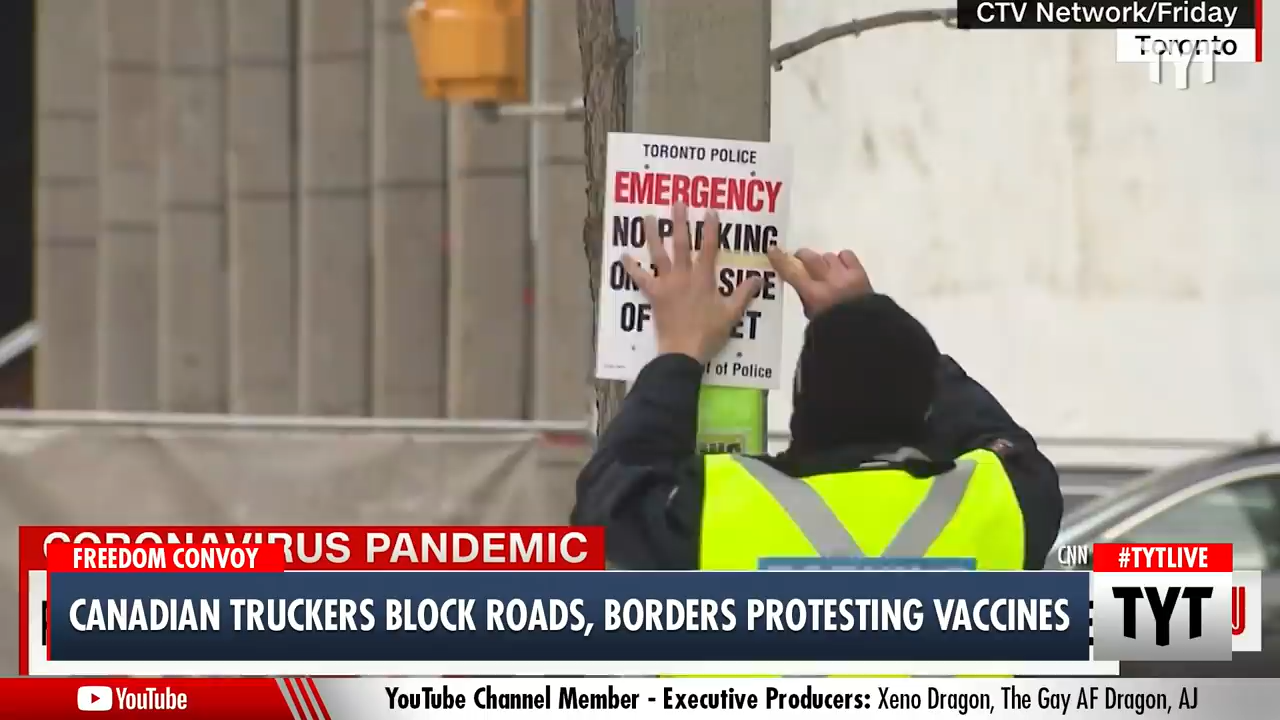 CTV Network/Friday
Toronto
TYT
TORONTO POLICE
EMERGENCY
NO PARKING
SIDE
OF
of Police
CORONAVIRUS PANDEMIC
FREEDOM CONVOY
CNN
#TYTLIVE
CANADIAN TRUCKERS BLOCK ROADS, BORDERS PROTESTING VACCINES
TYT
YouTube
YouTube Channel Member - Executive Producers: Xeno Dragon, The Gay AF Dragon, AJ